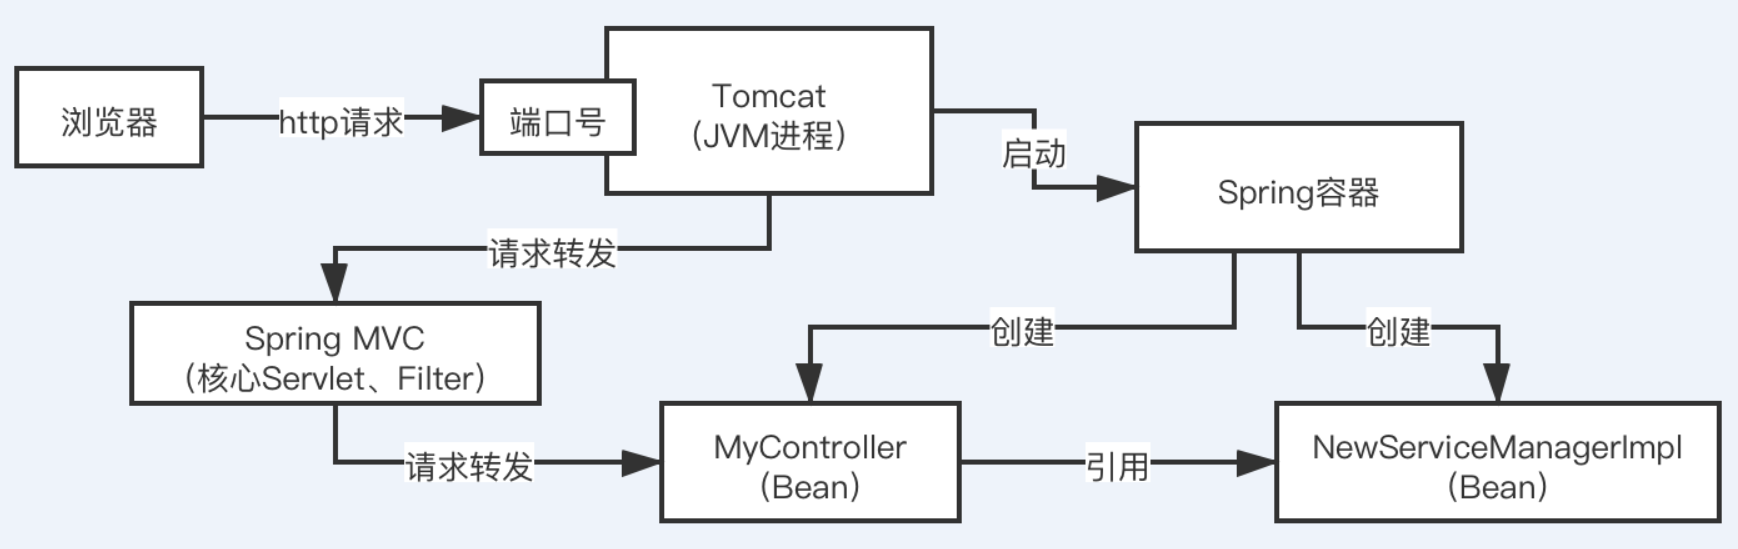 浏览器
http请求
端口号
Tomcat
（JVM进程）
启动
Spring容器
请求转发
Spring MVC
（核心Servlet、Filter）
创建
创建
请求转发
MyController
（Bean）
引用
NewServiceManagerImpl
（Bean）